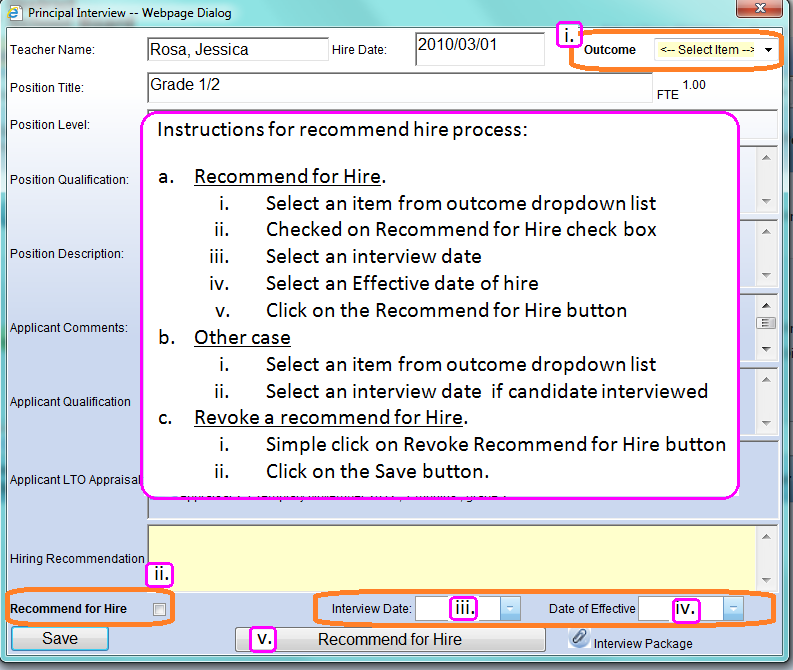 Principal Interview -- Webpage Dialog
x
i.
Teacher Name: Rosa, Jessica Hire Date: 2010/03/01 Outcome <-- Select Item -->
Position Title: Grade 1/2 FTE 1.00
Position Level:
Instructions for recommend hire process:
Position Qualification:
a. Recommend for Hire.
i. Select an item from outcome dropdown list
ii. Checked on Recommend for Hire check box
Position Description:
iii. Select an interview date
iv. Select an Effective date of hire
v. Click on the Recommend for Hire button
Applicant Comments:
b. Other case
i. Select an item from outcome dropdown list
ii. Select an interview date if candidate interviewed
Applicant Qualification
c. Revoke a recommend for Hire.
i. Simple click on Revoke Recommend for Hire button
ii. Click on the Save button.
Applicant LTO Appraisal
Hiring Recommendation
ii.
Recommend for Hire Interview Date: iii. Date of Effective iv.
Save v. Recommend for Hire Interview Package